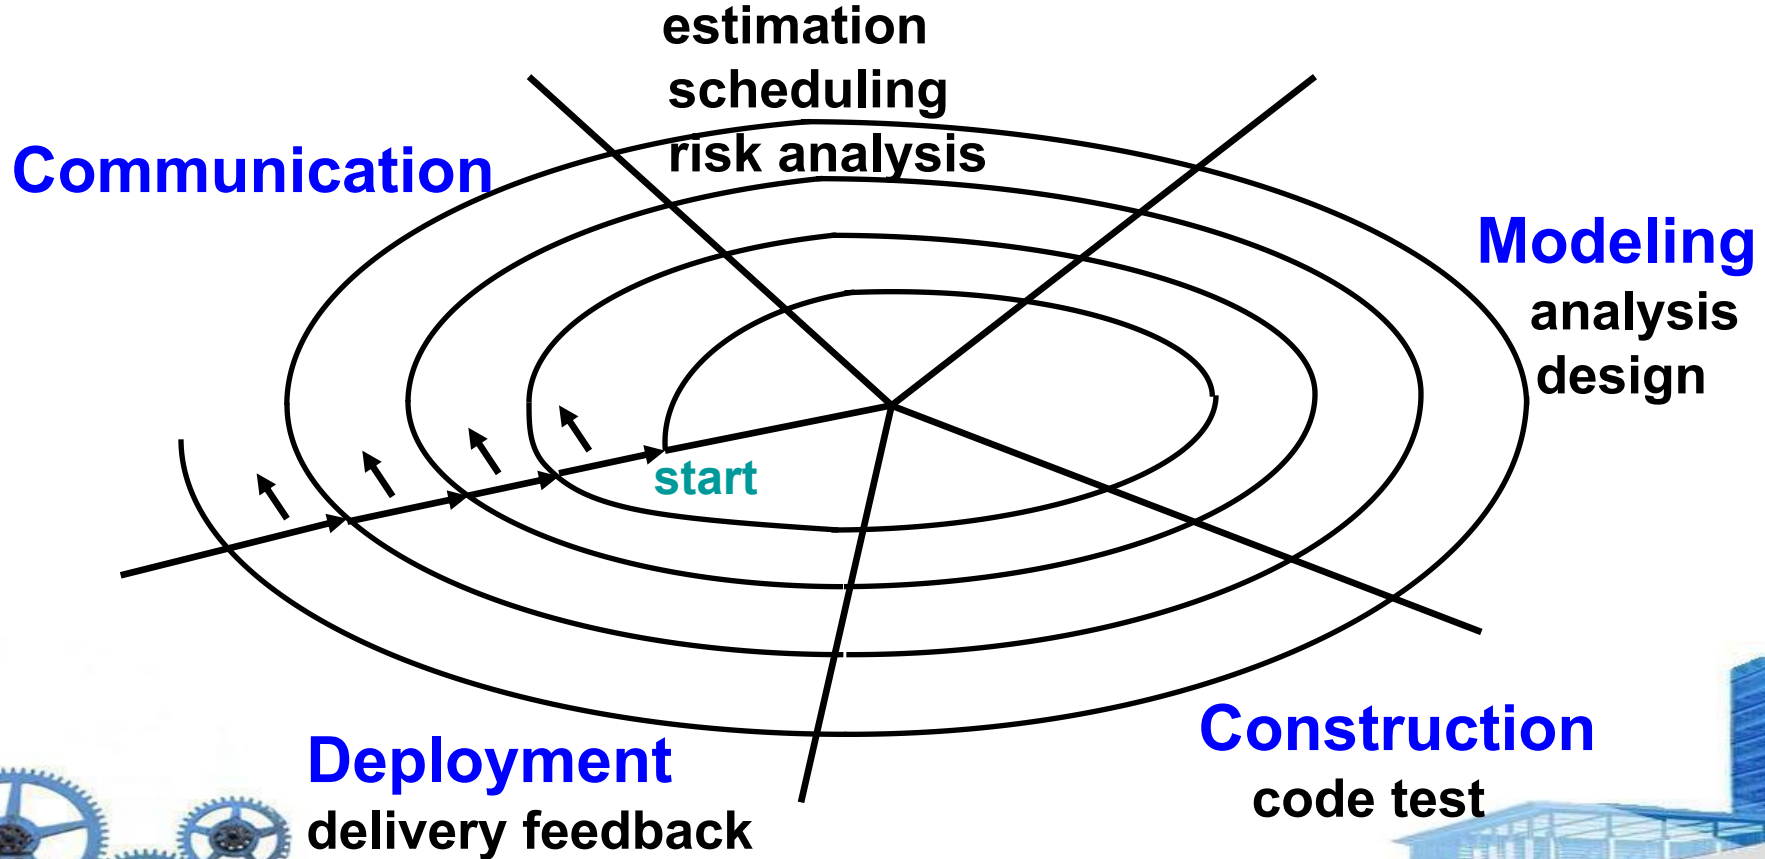 estimation
scheduling
risk analysis
Communication
Modeling
analysis
design
start
Construction
code test
Deployment
delivery feedback